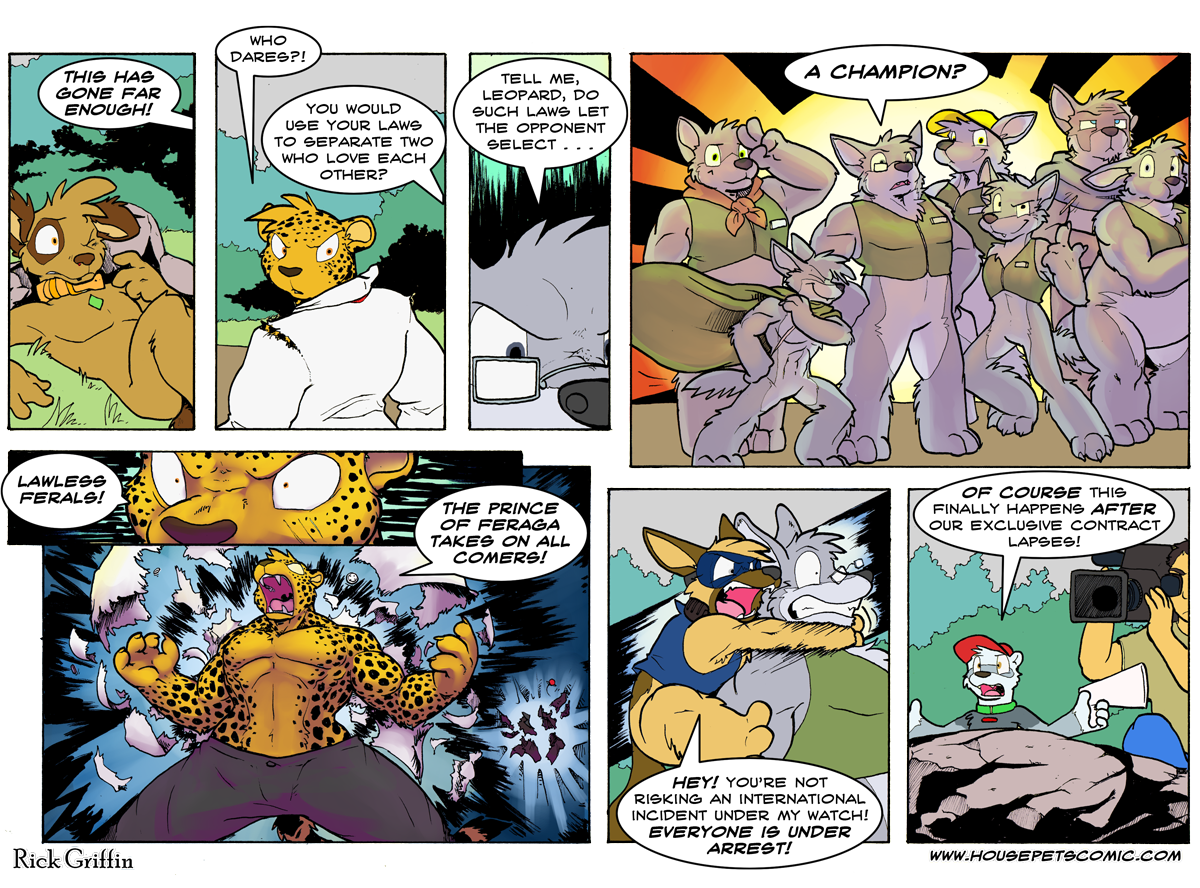 THIS HAS
GONE FAR
ENOUGH!
WHO
DARES?!
YOU WOULD
USE YOUR LAWS
TO SEPARATE TWO
WHO LOVE EACH
OTHER?
TELL ME,
LEOPARD, DO
SUCH LAWS LET
THE OPPONENT
SELECT . . .
A CHAMPION?
LAWLESS
FERALS!
THE PRINCE
OF FERAGA
TAKES ON ALL
COMERS!
HEY! YOU'RE NOT
RISKING AN INTERNATIONAL
INCIDENT UNDER MY WATCH!
EVERYONE IS UNDER
ARREST!
OF COURSE THIS
FINALLY HAPPENS AFTER
OUR EXCLUSIVE CONTRACT
LAPSES!
Rick Griffin
WWW.HOUSEPETSCOMIC.COM